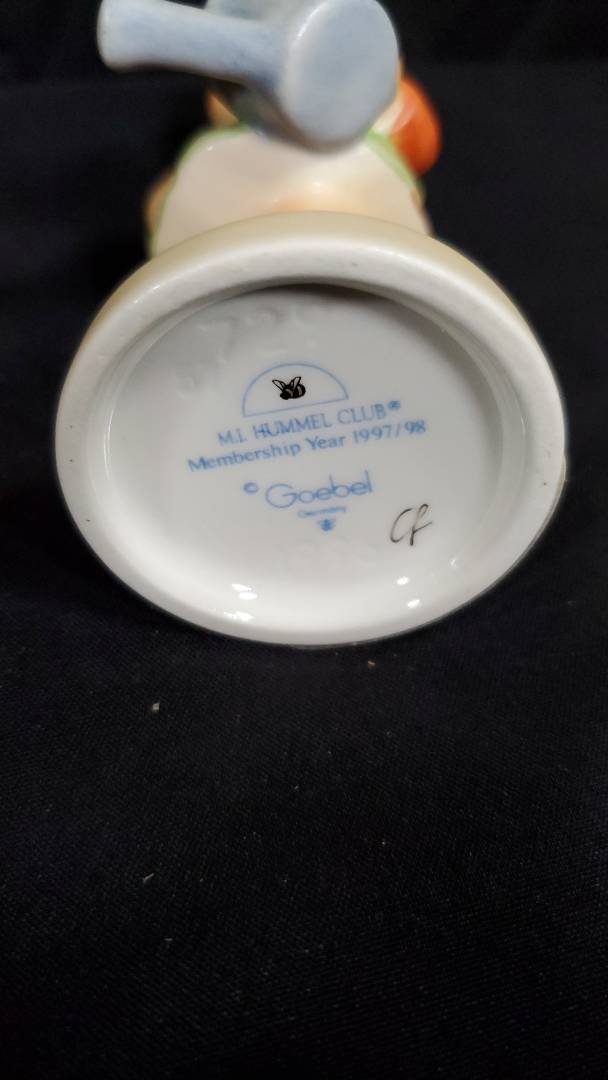 M.I. HUMMEL CLUB®
Membership Year 1997/98
© Goebel
Germany
Cf